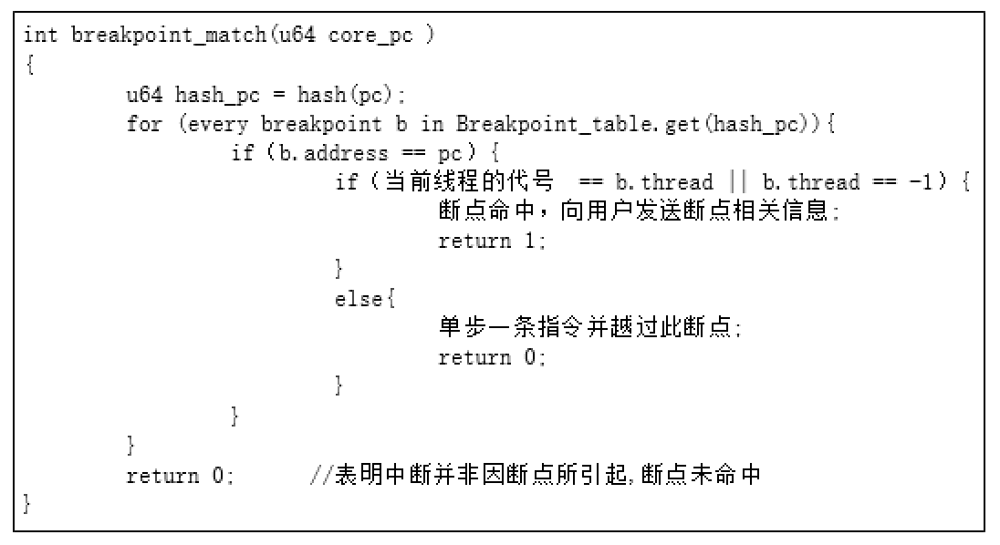 int breakpoint_match(u64 core_pc )
{
        u64 hash_pc = hash(pc);
        for (every breakpoint b in Breakpoint_table.get(hash_pc)){
                if (b.address == pc) {
                        if (当前线程的代号  == b.thread || b.thread == -1) {
                                断点命中，向用户发送断点相关信息;
                                return 1;
                        }
                        else{
                                单步一条指令并越过此断点;
                                return 0;
                        }
                }
        }
        return 0;      //表明中断并非因断点所引起,断点未命中
}